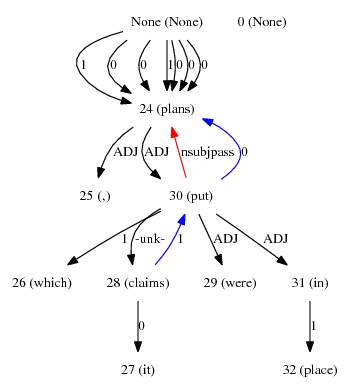 None (None) 0 (None)
1 0 0 1 0 0 0
24 (plans)
ADJ ADJ nsubjpass 0
25 (,) 30 (put)
1 -unk- 1 ADJ ADJ
26 (which) 28 (claims) 29 (were) 31 (in)
0 1
27 (it) 32 (place)